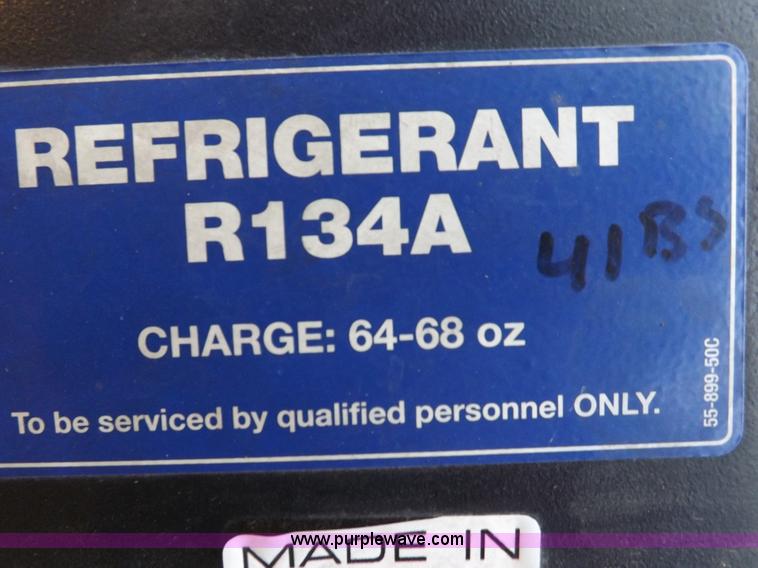 REFRIGERANT
R134A
4lBS
CHARGE: 64-68 oz
To be serviced by qualified personnel ONLY.
55-899-50C
MADE IN
www.purplewave.com